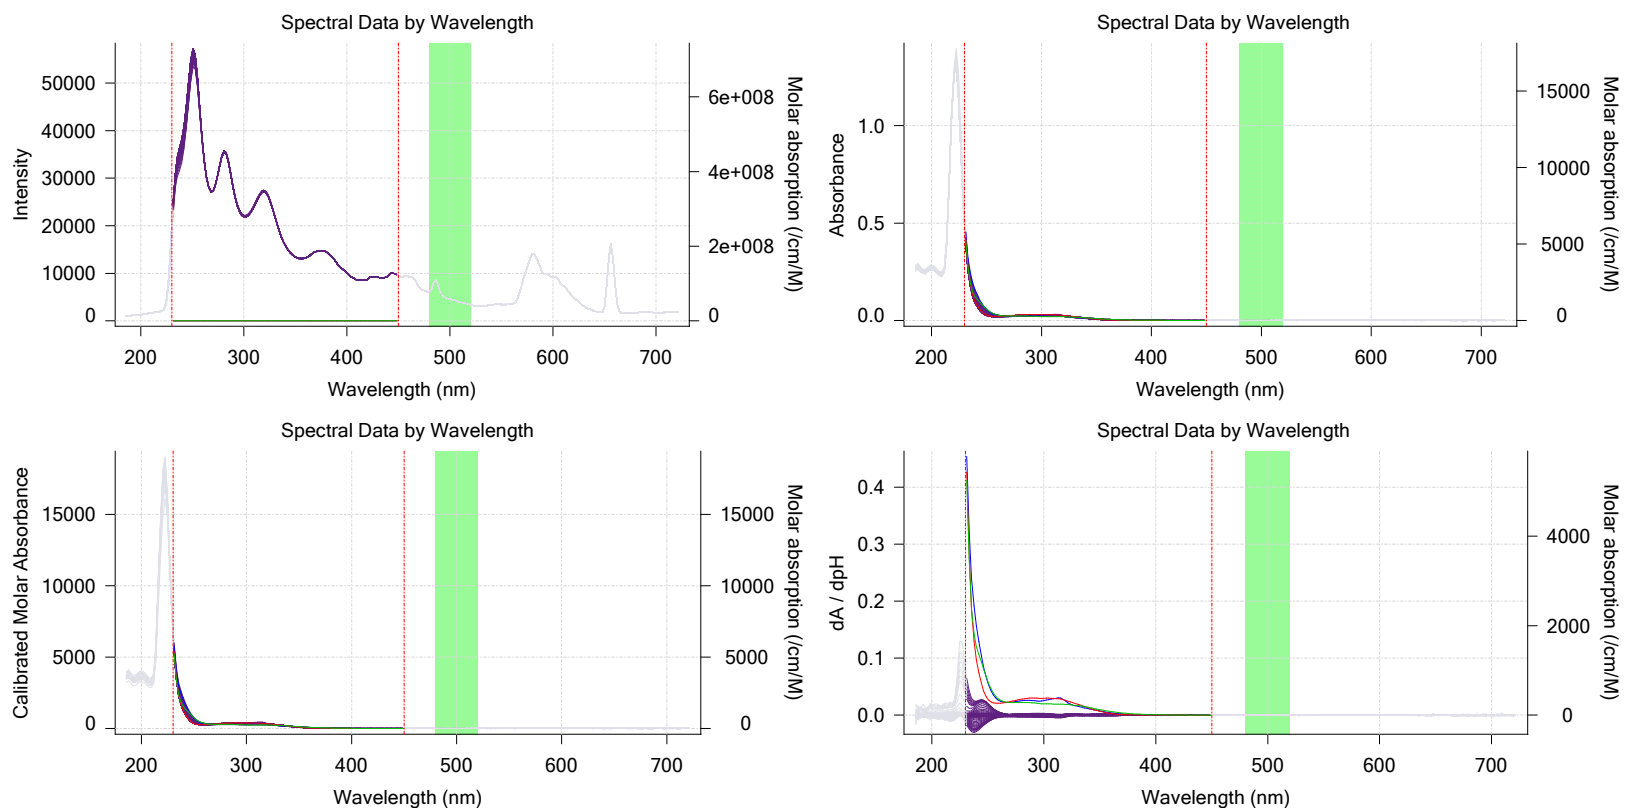 Spectral Data by Wavelength
Intensity
50000
40000
30000
20000
10000
0
6e+008
4e+008
2e+008
0
Molar absorption (/cm/M)
200 300 400 500 600 700
Wavelength (nm)
Spectral Data by Wavelength
Absorbance
1.0
0.5
0.0
15000
10000
5000
0
Molar absorption (/cm/M)
200 300 400 500 600 700
Wavelength (nm)
Spectral Data by Wavelength
Calibrated Molar Absorbance
15000
10000
5000
0
15000
10000
5000
0
Molar absorption (/cm/M)
200 300 400 500 600 700
Wavelength (nm)
Spectral Data by Wavelength
dA / dpH
0.4
0.3
0.2
0.1
0.0
4000
2000
0
Molar absorption (/cm/M)
200 300 400 500 600 700
Wavelength (nm)